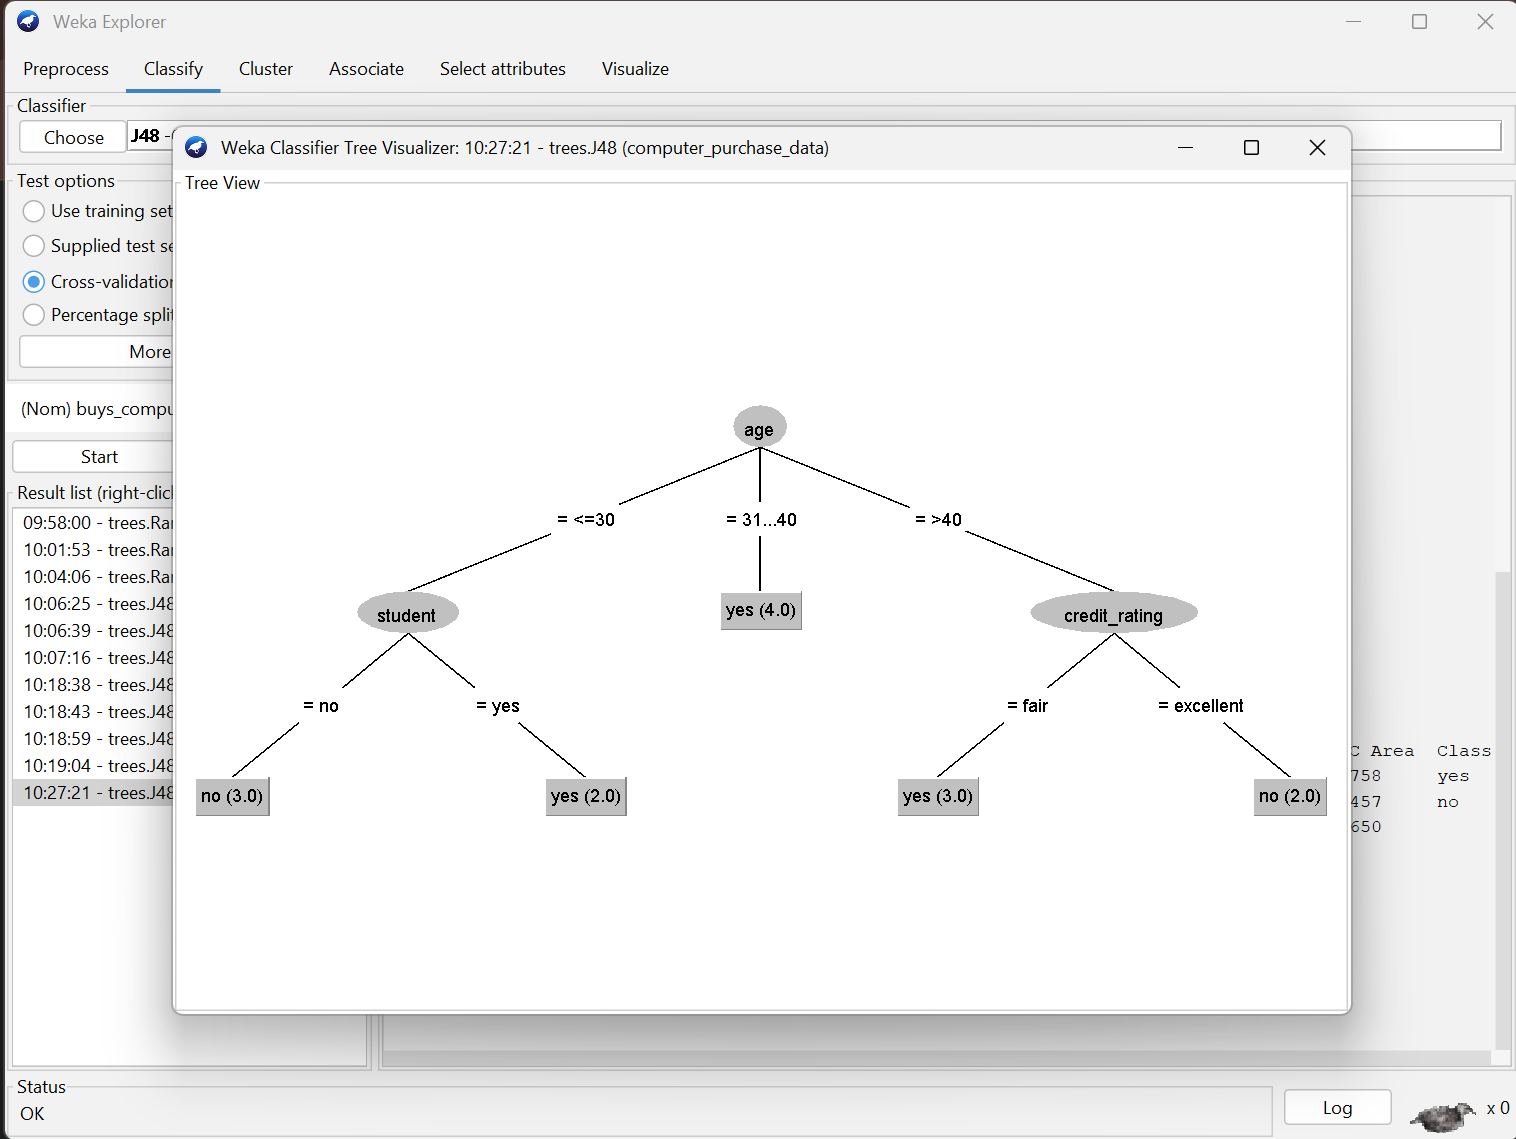 Weka Explorer
Preprocess Classify Cluster Associate Select attributes Visualize
Classifier
Choose J48
Weka Classifier Tree Visualizer: 10:27:21 - trees.J48 (computer_purchase_data)
Test options
Tree View
Use training set
Supplied test se
Cross-validation
Percentage split
More
(Nom) buys_compu
Start
Result list (right-clic
09:58:00 - trees.Ra
10:01:53 - trees.Ra
10:04:06 - trees.Ra
10:06:25 - trees.J48
10:06:39 - trees.J48
10:07:16 - trees.J48
10:18:38 - trees.J48
10:18:43 - trees.J48
10:18:59 - trees.J48
10:19:04 - trees.J48
10:27:21 - trees.J48
age
= <=30 = 31...40 = >40
student yes (4.0) credit_rating
= no = yes = fair = excellent
no (3.0) yes (2.0) yes (3.0) no (2.0)
C Area Class
758 yes
457 no
650
Status
OK
Log
x 0